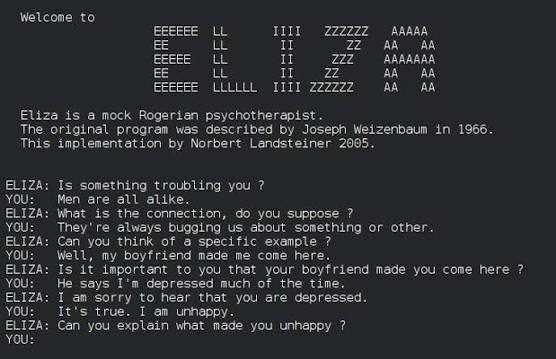 Welcome to
EEEEEE LL IIII ZZZZZZ AAAAA
EE LL II ZZ AA AA
EEEEE LL II ZZZ AAAAAAA
EE LL II ZZ AA AA
EEEEEE LLLLLL IIII ZZZZZZ AA AA
Eliza is a mock Rogerian psychotherapist.
The original program was described by Joseph Weizenbaum in 1966.
This implementation by Norbert Landsteiner 2005.
ELIZA: Is something troubling you ?
YOU: Men are all alike.
ELIZA: What is the connection, do you suppose ?
YOU: They're always bugging us about something or other.
ELIZA: Can you think of a specific example ?
YOU: Well, my boyfriend made me come here.
ELIZA: Is it important to you that your boyfriend made you come here ?
YOU: He says I'm depressed much of the time.
ELIZA: I am sorry to hear that you are depressed.
YOU: It's true. I am unhappy.
ELIZA: Can you explain what made you unhappy ?
YOU: